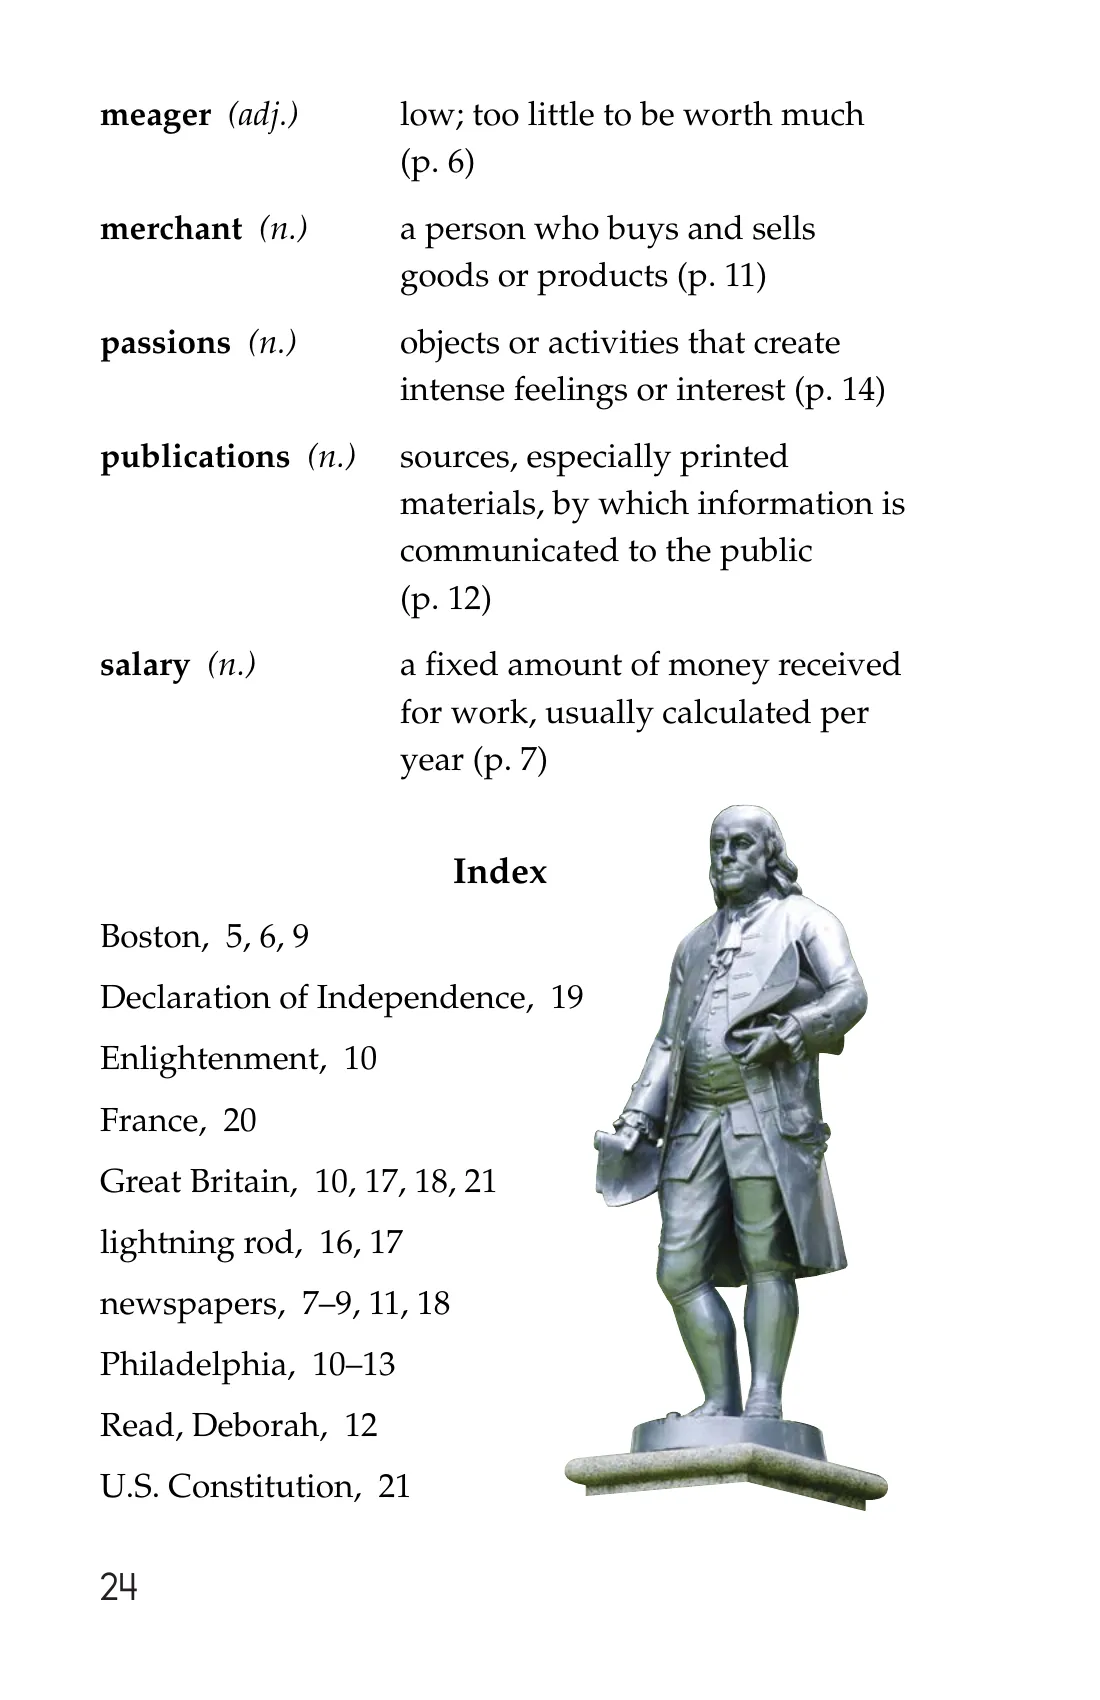 meager (adj.) low; too little to be worth much
(p. 6)
merchant (n.) a person who buys and sells
goods or products (p. 11)
passions (n.) objects or activities that create
intense feelings or interest (p. 14)
publications (n.) sources, especially printed
materials, by which information is
communicated to the public
(p. 12)
salary (n.) a fixed amount of money received
for work, usually calculated per
year (p. 7)
Index
Boston, 5, 6, 9
Declaration of Independence, 19
Enlightenment, 10
France, 20
Great Britain, 10, 17, 18, 21
lightning rod, 16, 17
newspapers, 7–9, 11, 18
Philadelphia, 10–13
Read, Deborah, 12
U.S. Constitution, 21
24